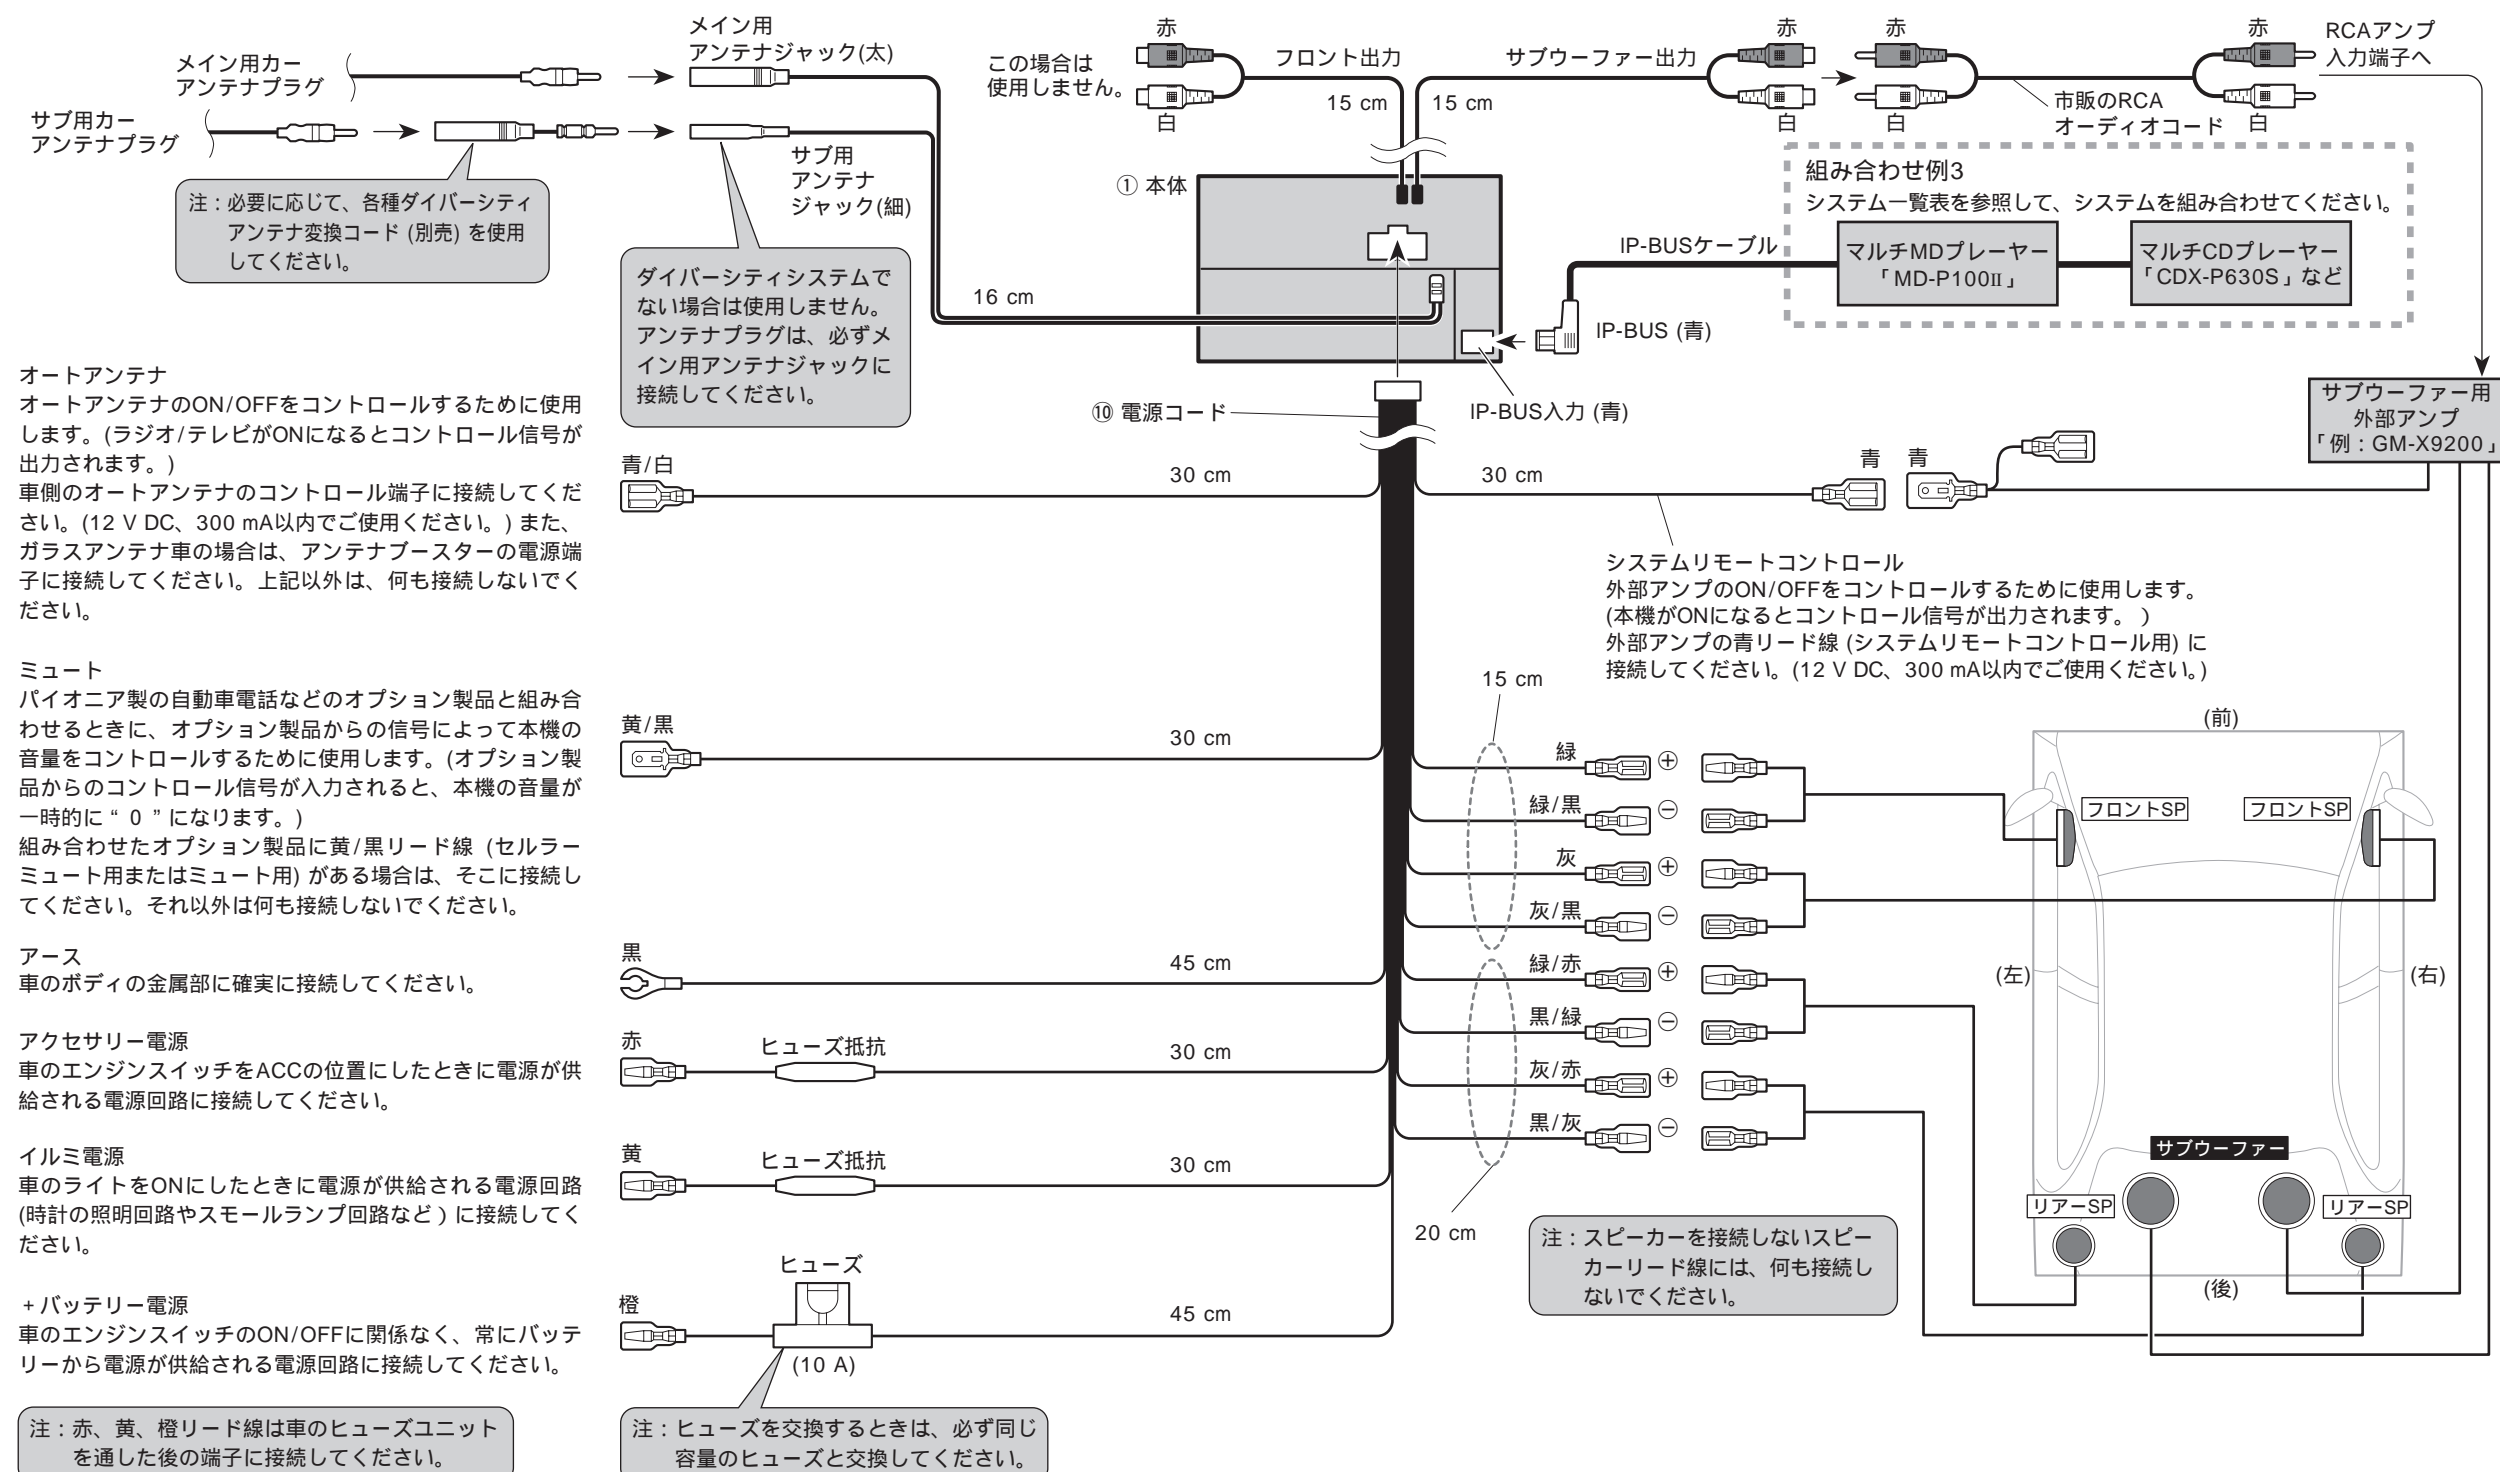 メイン用カー
アンテナプラグ
メイン用
アンテナジャック(太)
サブ用カー
アンテナプラグ
サブ用
アンテナ
ジャック(細)
注：必要に応じて、各種ダイバーシティ
アンテナ変換コード (別売) を使用
してください。
ダイバーシティシステムで
ない場合は使用しません。
アンテナプラグは、必ずメ
イン用アンテナジャックに
接続してください。
16 cm
この場合は
使用しません。
赤
白
フロント出力
15 cm
サブウーファー出力
15 cm
赤
白
赤
白
市販のRCA
オーディオコード
赤
白
RCAアンプ
入力端子へ
① 本体
組み合わせ例3
システム一覧表を参照して、システムを組み合わせてください。
IP-BUSケーブル
マルチMDプレーヤー
「MD-P100II」
マルチCDプレーヤー
「CDX-P630S」など
IP-BUS (青)
IP-BUS入力 (青)
⑩ 電源コード
サブウーファー用
外部アンプ
「例：GM-X9200」
オートアンテナ
オートアンテナのON/OFFをコントロールするために使用
します。(ラジオ/テレビがONになるとコントロール信号が
出力されます。)
車側のオートアンテナのコントロール端子に接続してくだ
さい。(12 V DC、300 mA以内でご使用ください。) また、
ガラスアンテナ車の場合は、アンテナブースターの電源端
子に接続してください。上記以外は、何も接続しないでく
ださい。
青/白
30 cm
30 cm
青
青
システムリモートコントロール
外部アンプのON/OFFをコントロールするために使用します。
(本機がONになるとコントロール信号が出力されます。)
外部アンプの青リード線 (システムリモートコントロール用) に
接続してください。(12 V DC、300 mA以内でご使用ください。)
ミュート
パイオニア製の自動車電話などのオプション製品と組み合
わせるときに、オプション製品からの信号によって本機の
音量をコントロールするために使用します。(オプション製
品からのコントロール信号が入力されると、本機の音量が
一時的に“0”になります。)
組み合わせたオプション製品に黄/黒リード線 (セルラー
ミュート用またはミュート用) がある場合は、そこに接続し
てください。それ以外は何も接続しないでください。
黄/黒
30 cm
アース
車のボディの金属部に確実に接続してください。
黒
45 cm
アクセサリー電源
車のエンジンスイッチをACCの位置にしたときに電源が供
給される電源回路に接続してください。
赤
ヒューズ抵抗
30 cm
イルミ電源
車のライトをONにしたときに電源が供給される電源回路
(時計の照明回路やスモールランプ回路など) に接続してく
ださい。
黄
ヒューズ抵抗
30 cm
+バッテリー電源
車のエンジンスイッチのON/OFFに関係なく、常にバッテ
リーから電源が供給される電源回路に接続してください。
橙
ヒューズ
(10 A)
45 cm
注：赤、黄、橙リード線は車のヒューズユニット
を通した後の端子に接続してください。
注：ヒューズを交換するときは、必ず同じ
容量のヒューズと交換してください。
15 cm
緑 ⊕
緑/黒 ⊖
灰 ⊕
灰/黒 ⊖
緑/赤 ⊕
黒/緑 ⊖
灰/赤 ⊕
黒/灰 ⊖
20 cm
注：スピーカーを接続しないスピー
カーリード線には、何も接続し
ないでください。
(前)
フロントSP
フロントSP
(左)
(右)
サブウーファー
リアーSP
リアーSP
(後)